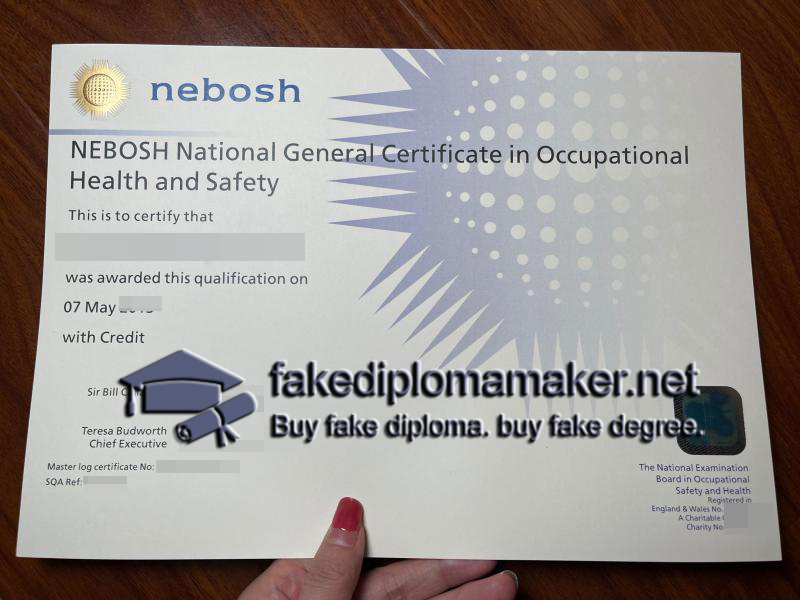 nebosh
NEBOSH National General Certificate in Occupational
Health and Safety
This is to certify that
was awarded this qualification on
07 May
with Credit
Sir Bill
fakediplomamaker.net
Buy fake diploma. buy fake degree.
Teresa Budworth
Chief Executive
Master log certificate No:
SQA Ref:
The National Examination
Board in Occupational
Safety and Health
Registered in
England & Wales No.
A Charitable
Charity No.